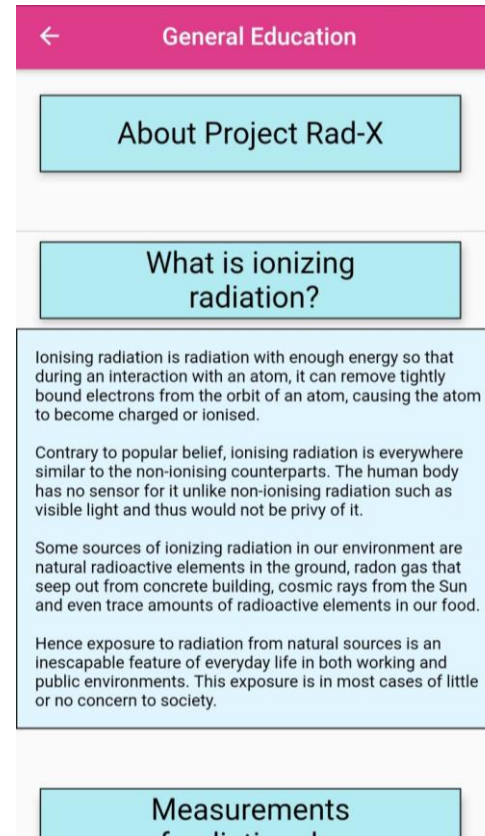 General Education
About Project Rad-X
What is ionizing
radiation?
Ionising radiation is radiation with enough energy so that
during an interaction with an atom, it can remove tightly
bound electrons from the orbit of an atom, causing the atom
to become charged or ionised.
Contrary to popular belief, ionising radiation is everywhere
similar to the non-ionising counterparts. The human body
has no sensor for it unlike non-ionising radiation such as
visible light and thus would not be privy of it.
Some sources of ionizing radiation in our environment are
natural radioactive elements in the ground, radon gas that
seep out from concrete building, cosmic rays from the Sun
and even trace amounts of radioactive elements in our food.
Hence exposure to radiation from natural sources is an
inescapable feature of everyday life in both working and
public environments. This exposure is in most cases of little
or no concern to society.
Measurements